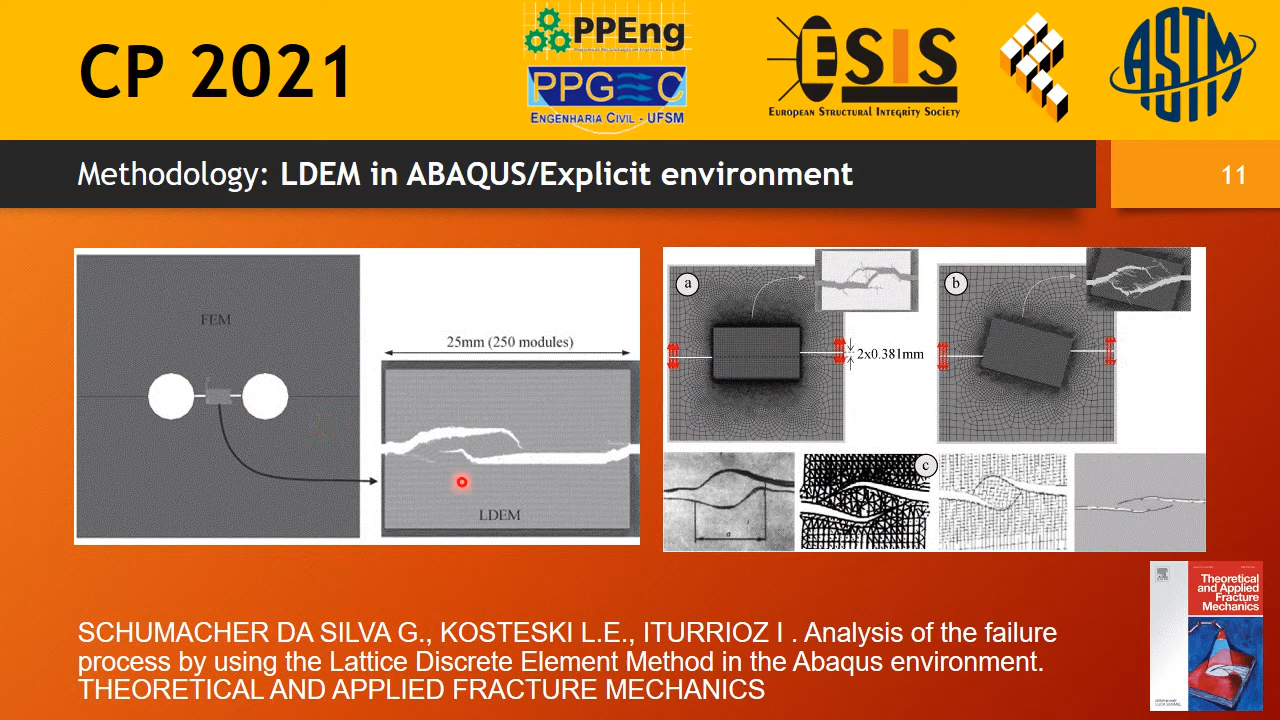 CP 2021
PPEng
PPGEC
ENGENHARIA CIVIL - UFSM
ESIS
EUROPEAN STRUCTURAL INTEGRITY SOCIETY
ASTM
Methodology: LDEM in ABAQUS/Explicit environment
11
FEM
25mm (250 modules)
LDEM
a
b
2x0.381mm
c
SCHUMACHER DA SILVA G., KOSTESKI L.E., ITURRIOZ I . Analysis of the failure
process by using the Lattice Discrete Element Method in the Abaqus environment.
THEORETICAL AND APPLIED FRACTURE MECHANICS
Theoretical
and Applied
Fracture
Mechanics